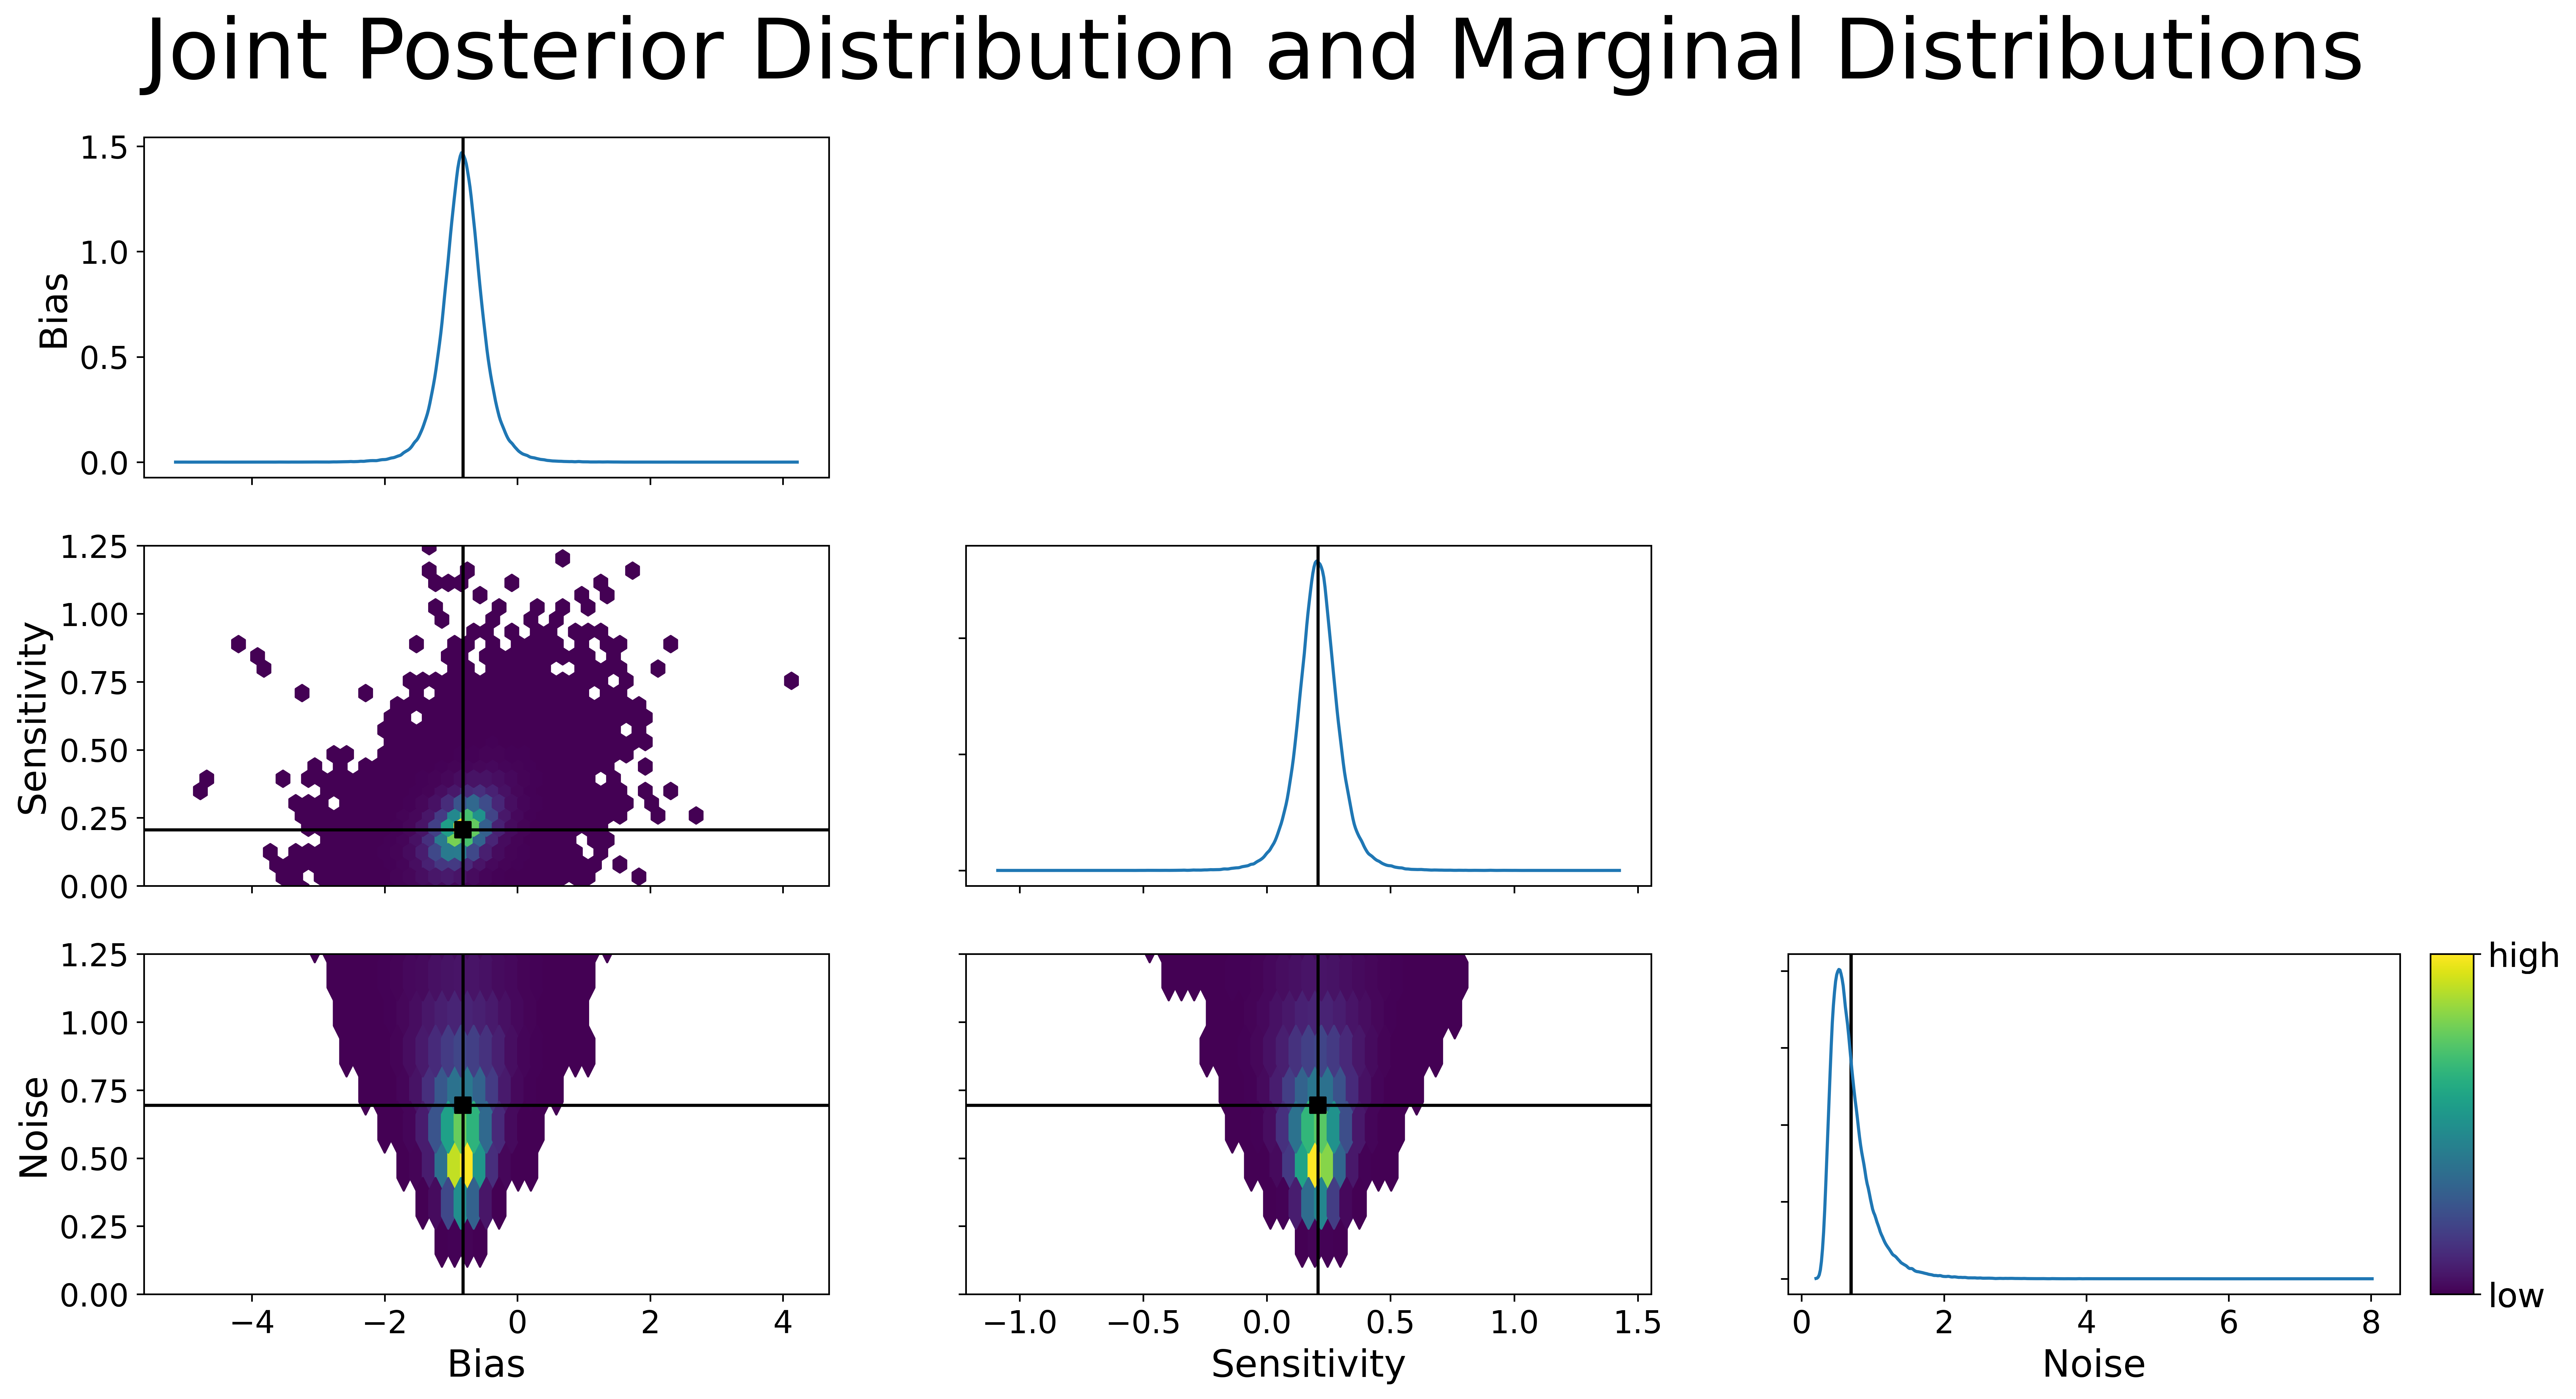 Joint Posterior Distribution and Marginal Distributions
1.5
1.0
0.5
0.0
Bias
1.25
1.00
0.75
0.50
0.25
0.00
Sensitivity
1.25
1.00
0.75
0.50
0.25
0.00
Noise
−4 −2 0 2 4
Bias
−1.0 −0.5 0.0 0.5 1.0 1.5
Sensitivity
0 2 4 6 8
Noise
high
low